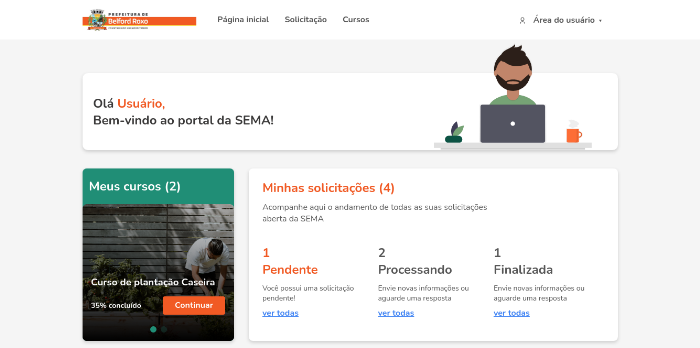 PREFEITURA DE
Belford Roxo
Página inicial
Solicitação
Cursos
Área do usuário
Olá Usuário,
Bem-vindo ao portal da SEMA!
Meus cursos (2)
Curso de plantação Caseira
35% concluído
Continuar
Minhas solicitações (4)
Acompanhe aqui o andamento de todas as suas solicitações
aberta da SEMA
1
Pendente
Você possui uma solicitação
pendente!
ver todas
2
Processando
Envie novas informações ou
aguarde uma resposta
ver todas
1
Finalizada
Envie novas informações ou
aguarde uma resposta
ver todas